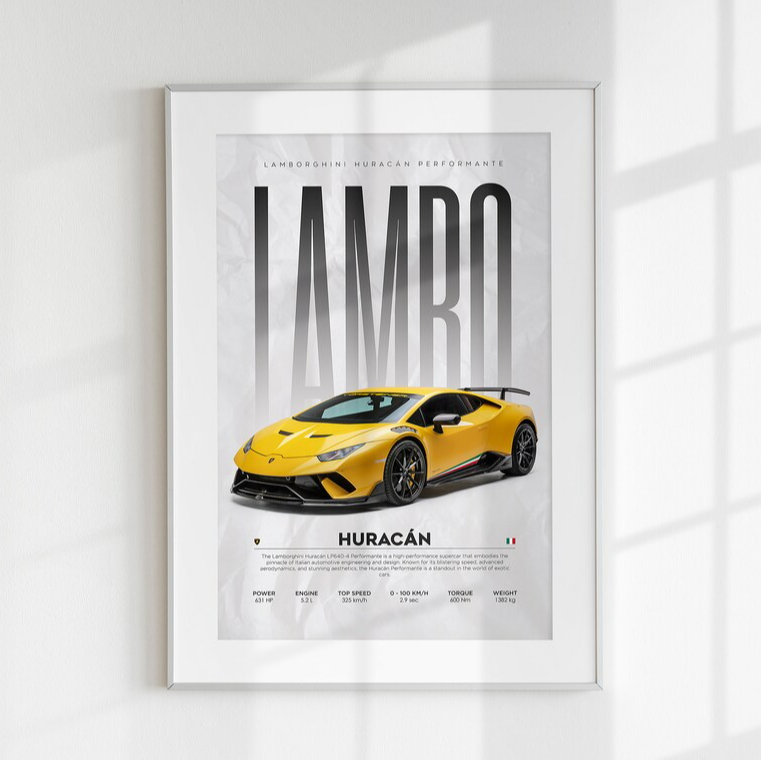 LAMBORGHINI HURACÁN PERFORMANTE
LAMBO
HURACÁN
The Lamborghini Huracán LP640-4 Performante is a high-performance supercar that embodies the
pinnacle of Italian automotive engineering and design. Known for its blistering speed, advanced
aerodynamics, and stunning aesthetics, the Huracán Performante is a standout in the world of exotic
cars.
POWER ENGINE TOP SPEED 0 - 100 KM/H TORQUE WEIGHT
631 HP 5.2 L 325 km/h 2.9 sec 600 Nm 1382 kg